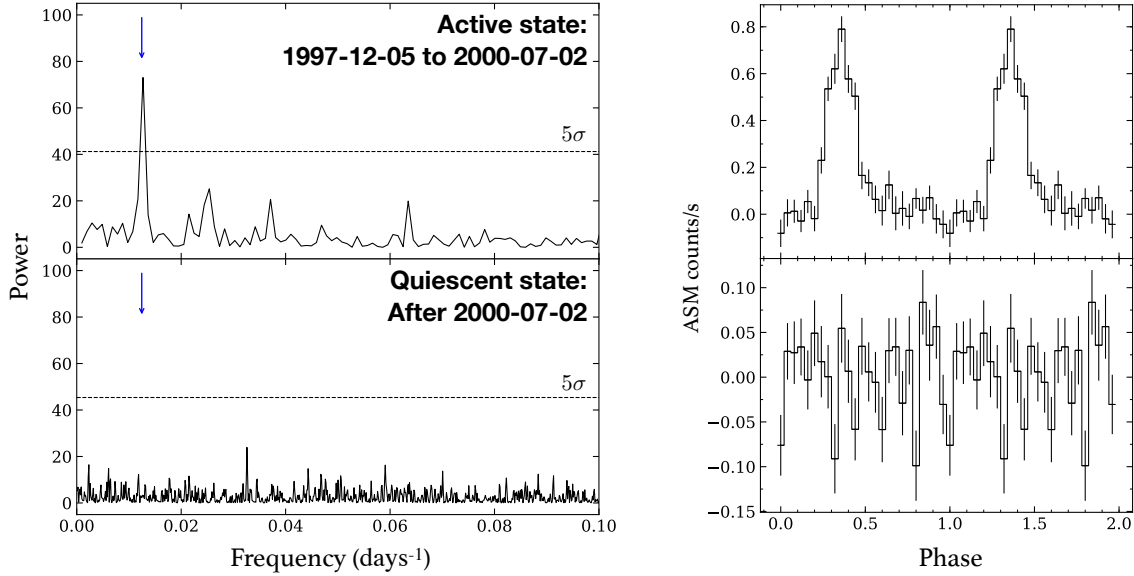 Active state:
1997-12-05 to 2000-07-02
100
80
60
40
20
0
5σ
Quiescent state:
After 2000-07-02
100
80
60
40
20
0
5σ
0.00 0.02 0.04 0.06 0.08 0.10
Frequency (days-1)
Power
0.8
0.6
0.4
0.2
0.0
0.10
0.05
0.00
−0.05
−0.10
−0.15
0.0 0.5 1.0 1.5 2.0
Phase
ASM counts/s